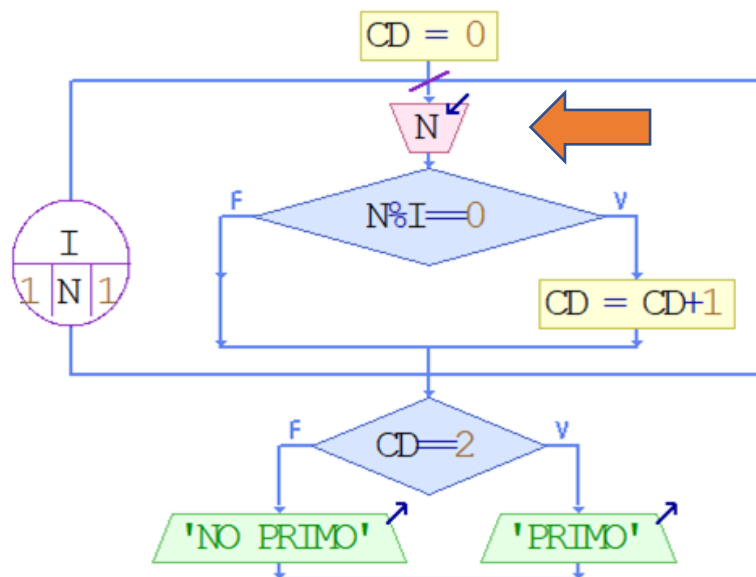 CD = 0
N
F
V
N%I==0
I
1 N 1
CD = CD+1
F
V
CD==2
'NO PRIMO'
'PRIMO'